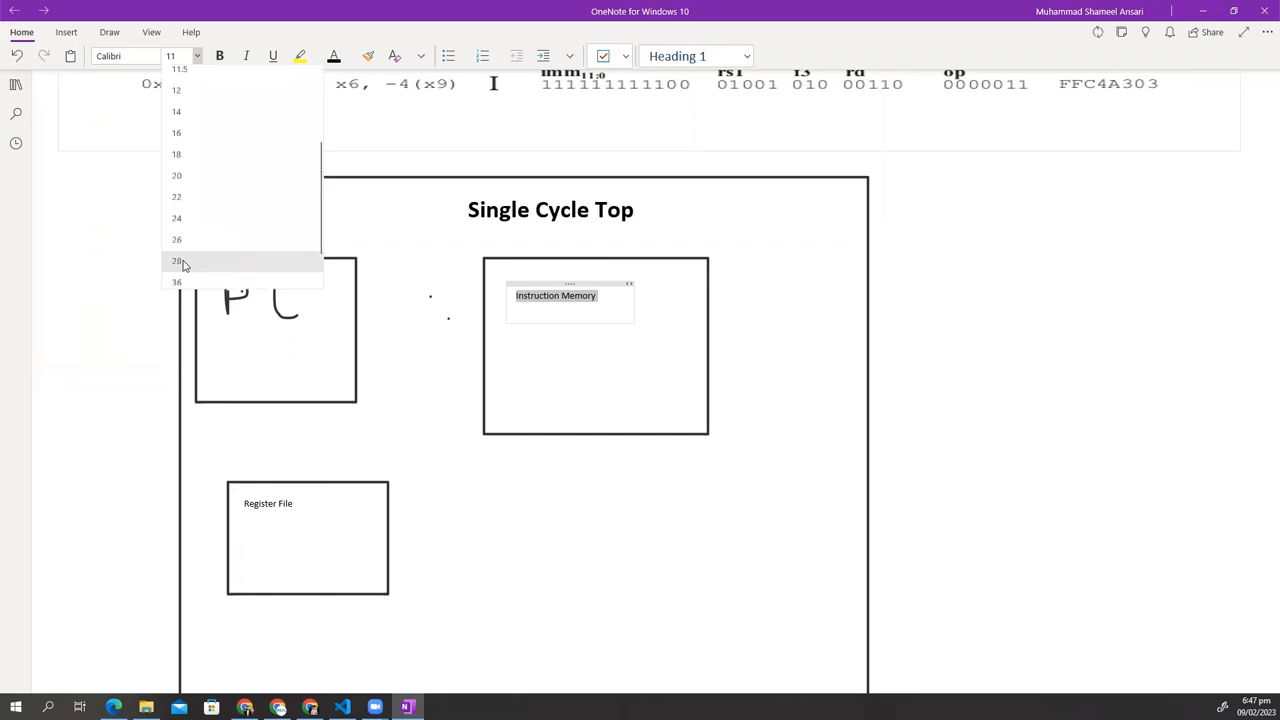 OneNote for Windows 10
Muhammad Shameel Ansari
Home Insert Draw View Help
Share
Calibri 11 B I U A Heading 1
imm11:0 rs1 f3 rd op
0x x6, -4(x9) I 111111111100 01001 010 00110 0000011 FFC4A303
11.5
12
14
16
18
20
22
24
26
28
36
Single Cycle Top
PC
Instruction Memory
Register File
6:47 pm
09/02/2023